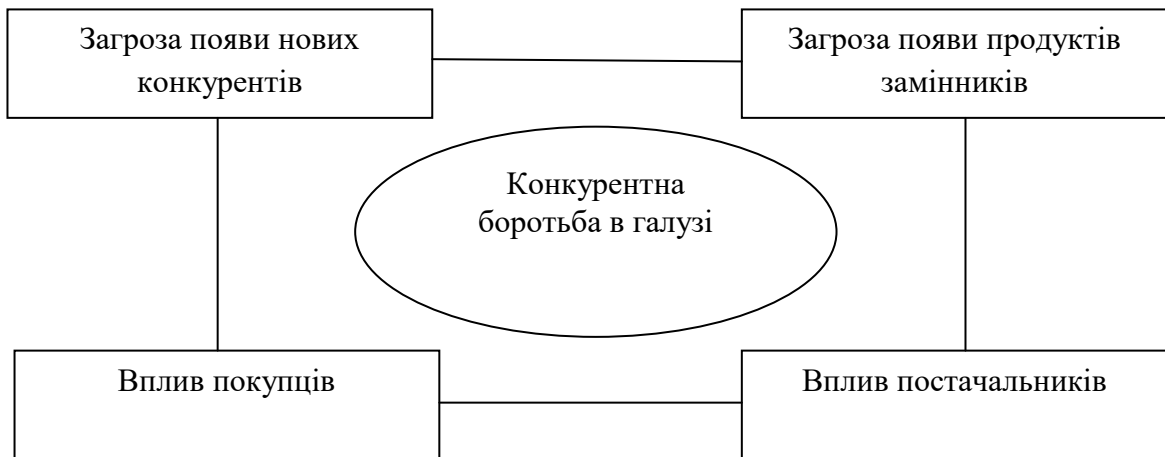 Загроза появи нових
конкурентів
Загроза появи продуктів
замінників
Конкурентна
боротьба в галузі
Вплив покупців
Вплив постачальників